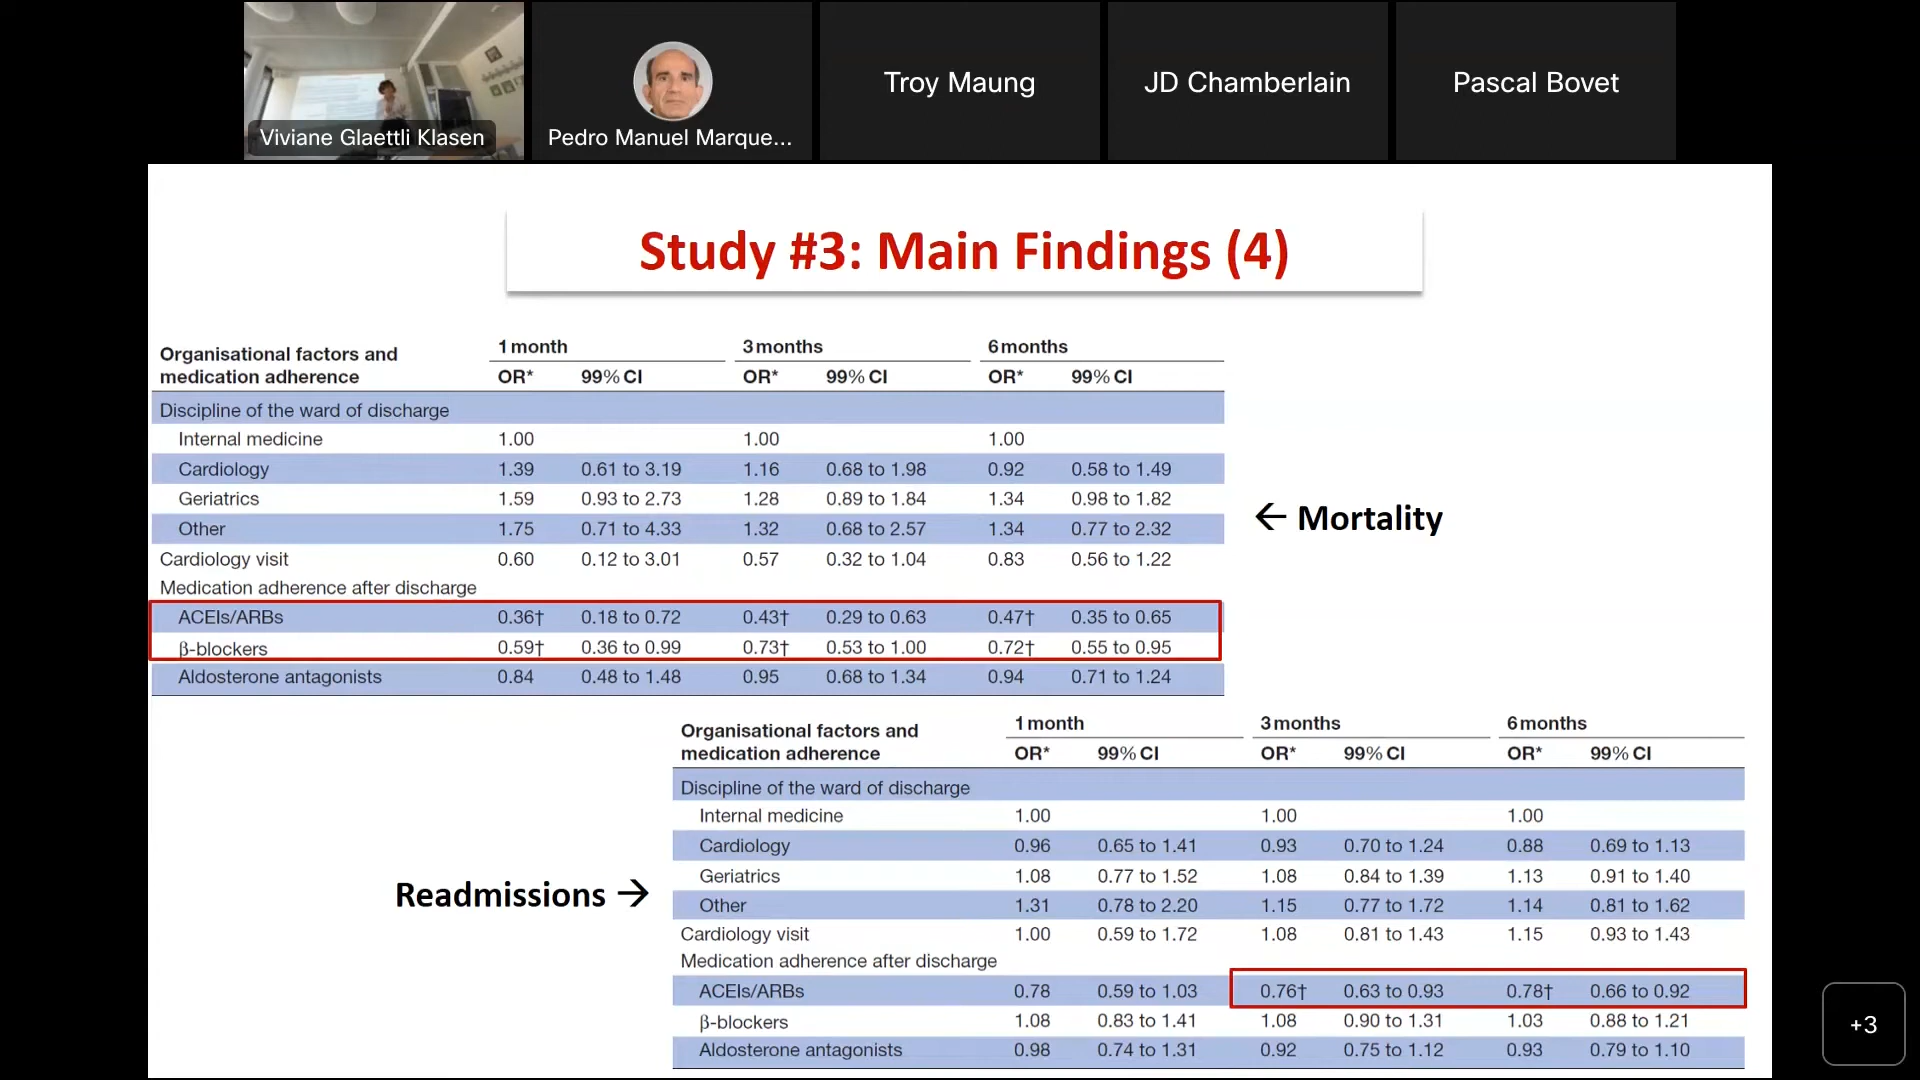 Viviane Glaettli Klasen
Pedro Manuel Marque...
Troy Maung
JD Chamberlain
Pascal Bovet
Study #3: Main Findings (4)
Organisational factors and medication adherence
1 month 3 months 6 months
OR* 99% CI OR* 99% CI OR* 99% CI
Discipline of the ward of discharge
Internal medicine 1.00 1.00 1.00
Cardiology 1.39 0.61 to 3.19 1.16 0.68 to 1.98 0.92 0.58 to 1.49
Geriatrics 1.59 0.93 to 2.73 1.28 0.89 to 1.84 1.34 0.98 to 1.82
Other 1.75 0.71 to 4.33 1.32 0.68 to 2.57 1.34 0.77 to 2.32
Cardiology visit 0.60 0.12 to 3.01 0.57 0.32 to 1.04 0.83 0.56 to 1.22
Medication adherence after discharge
ACEIs/ARBs 0.36† 0.18 to 0.72 0.43† 0.29 to 0.63 0.47† 0.35 to 0.65
β-blockers 0.59† 0.36 to 0.99 0.73† 0.53 to 1.00 0.72† 0.55 to 0.95
Aldosterone antagonists 0.84 0.48 to 1.48 0.95 0.68 to 1.34 0.94 0.71 to 1.24
← Mortality
Organisational factors and medication adherence
1 month 3 months 6 months
OR* 99% CI OR* 99% CI OR* 99% CI
Discipline of the ward of discharge
Internal medicine 1.00 1.00 1.00
Cardiology 0.96 0.65 to 1.41 0.93 0.70 to 1.24 0.88 0.69 to 1.13
Geriatrics 1.08 0.77 to 1.52 1.08 0.84 to 1.39 1.13 0.91 to 1.40
Other 1.31 0.78 to 2.20 1.15 0.77 to 1.72 1.14 0.81 to 1.62
Cardiology visit 1.00 0.59 to 1.72 1.08 0.81 to 1.43 1.15 0.93 to 1.43
Medication adherence after discharge
ACEIs/ARBs 0.78 0.59 to 1.03 0.76† 0.63 to 0.93 0.78† 0.66 to 0.92
β-blockers 1.08 0.83 to 1.41 1.08 0.90 to 1.31 1.03 0.88 to 1.21
Aldosterone antagonists 0.98 0.74 to 1.31 0.92 0.75 to 1.12 0.93 0.79 to 1.10
Readmissions →
+3